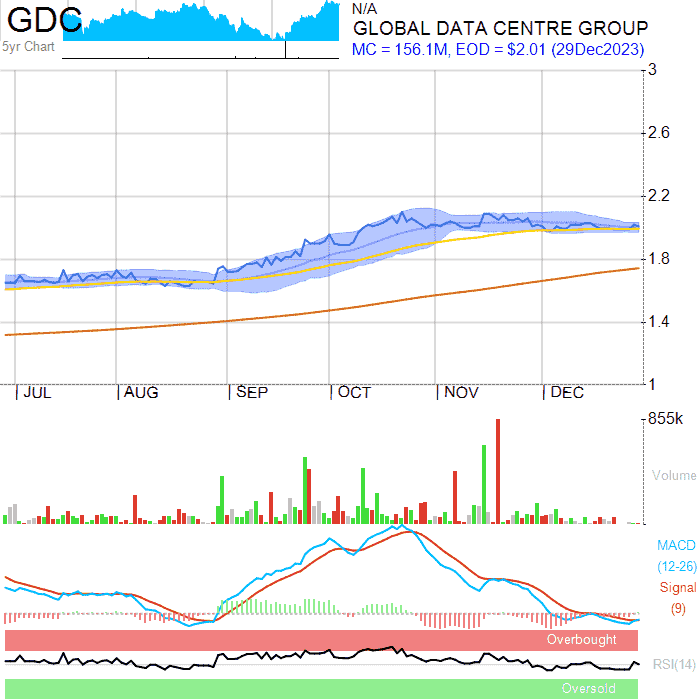 GDC
5yr Chart
N/A
GLOBAL DATA CENTRE GROUP
MC = 156.1M, EOD = $2.01 (29Dec2023)
3
2.6
2.2
1.8
1.4
1
JUL AUG SEP OCT NOV DEC
855k
Volume
MACD
(12-26)
Signal
(9)
Overbought
RSI(14)
Oversold